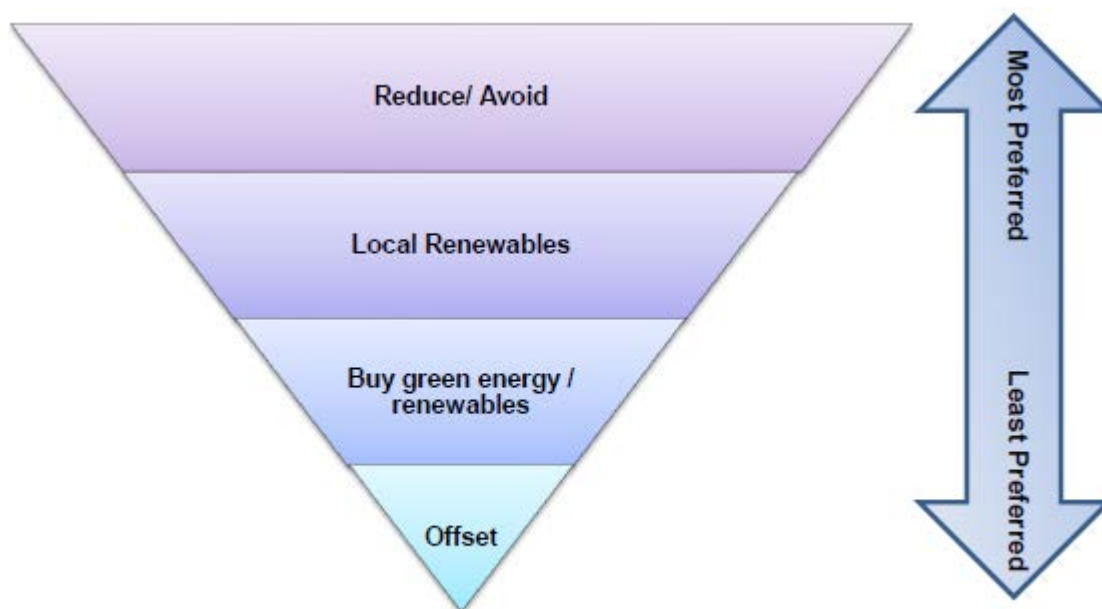 Reduce/ Avoid
Local Renewables
Buy green energy /
renewables
Offset
Most Preferred
Least Preferred